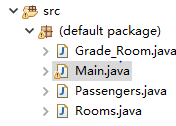 src
(default package)
Grade_Room.java
Main.java
Passengers.java
Rooms.java